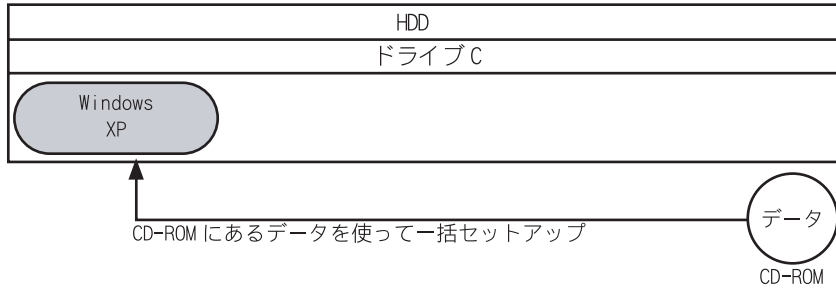 HDD
ドライブC
Windows
XP
データ
CD-ROMにあるデータを使って一括セットアップ
CD-ROM